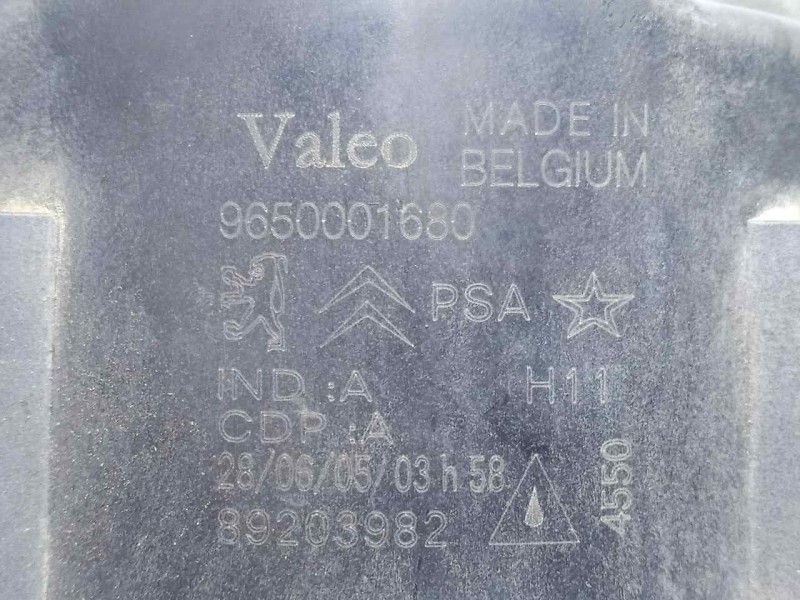 Valeo
MADE IN
BELGIUM
9650001680
PSA
IND :A
H11
CDP :A
28/06/05/03 h 58
89203982
4550